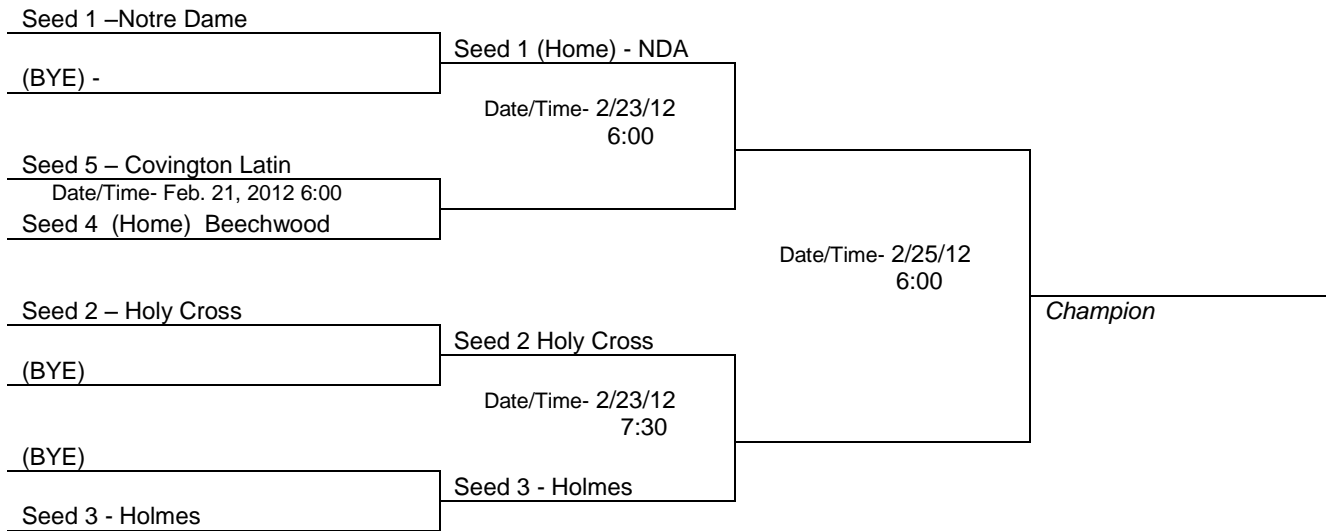 Seed 1 –Notre Dame
Seed 1 (Home) - NDA
(BYE) -
Date/Time- 2/23/12
6:00
Seed 5 – Covington Latin
Date/Time- Feb. 21, 2012 6:00
Seed 4 (Home) Beechwood
Date/Time- 2/25/12
6:00
Seed 2 – Holy Cross
Champion
Seed 2 Holy Cross
(BYE)
Date/Time- 2/23/12
7:30
(BYE)
Seed 3 - Holmes
Seed 3 - Holmes